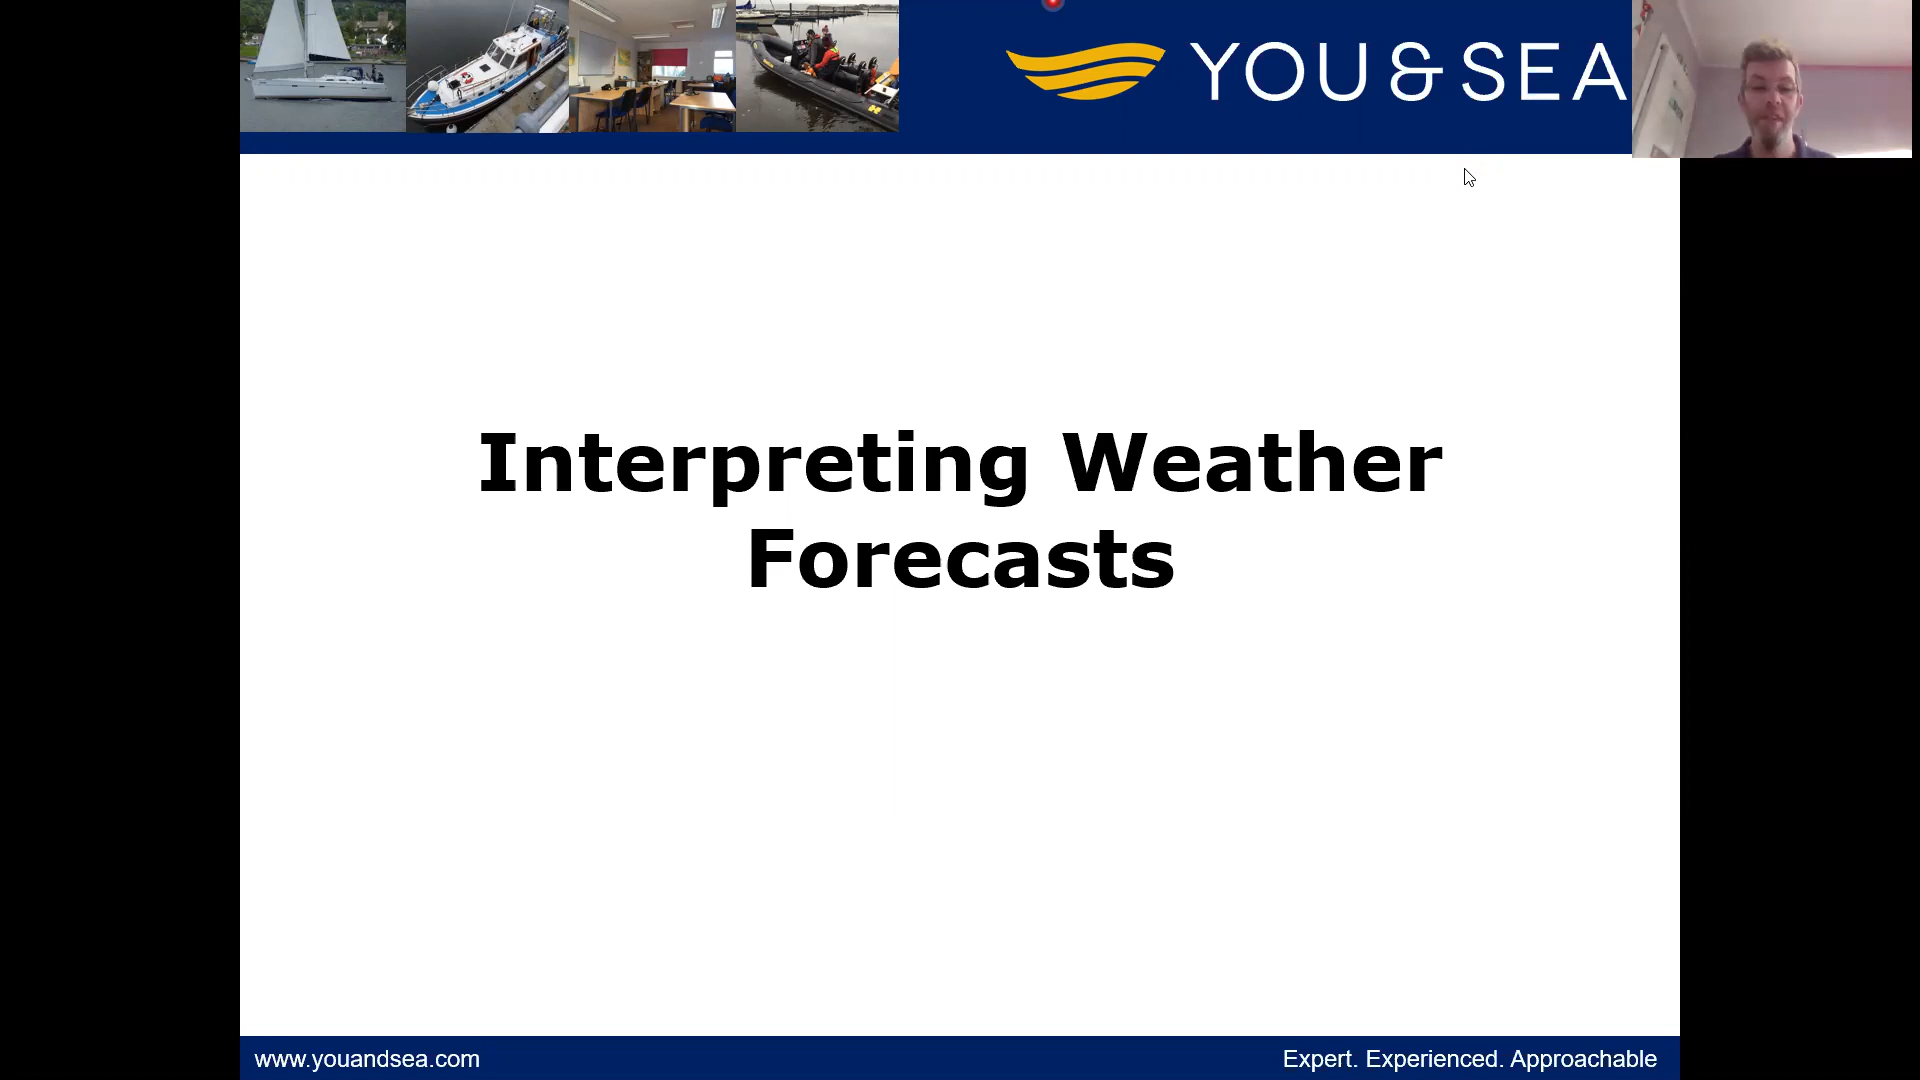 YOU & SEA
Interpreting Weather
Forecasts
www.youandsea.com
Expert. Experienced. Approachable